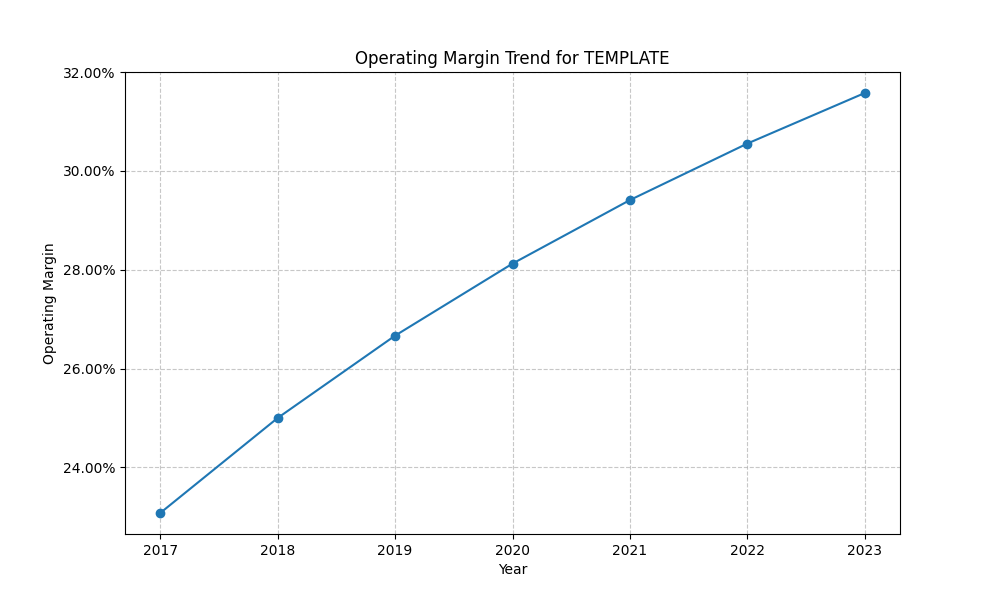 Operating Margin Trend for TEMPLATE
32.00%
30.00%
28.00%
26.00%
24.00%
Operating Margin
2017 2018 2019 2020 2021 2022 2023
Year